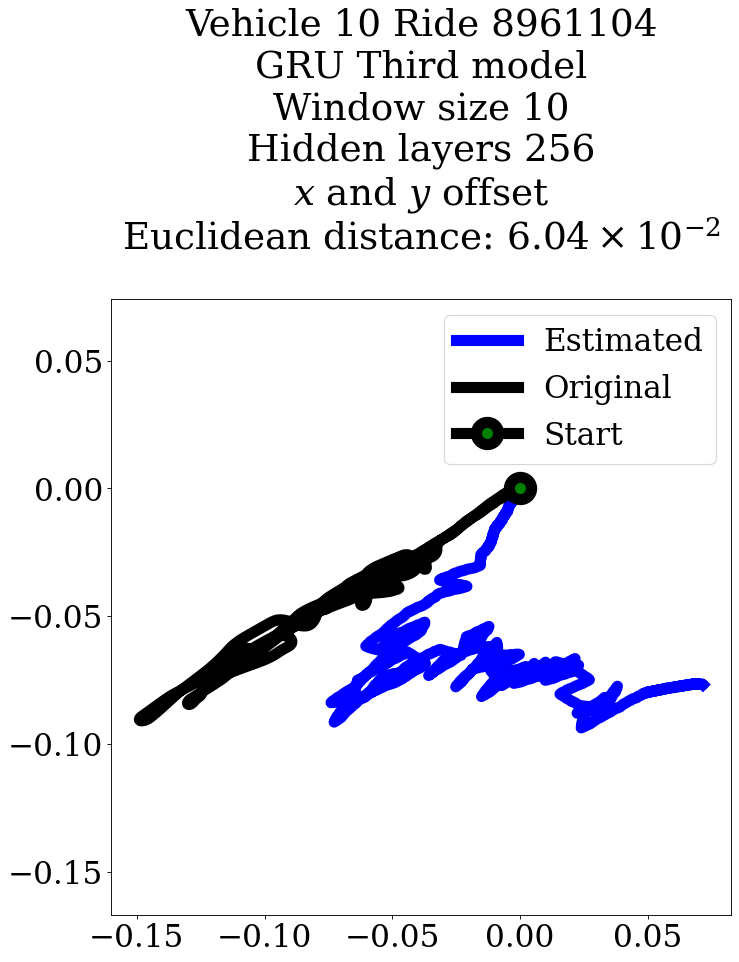 Vehicle 10 Ride 8961104
GRU Third model
Window size 10
Hidden layers 256
x and y offset
Euclidean distance: 6.04 × 10⁻²
Estimated
Original
Start
0.05
0.00
−0.05
−0.10
−0.15
−0.15 −0.10 −0.05 0.00 0.05